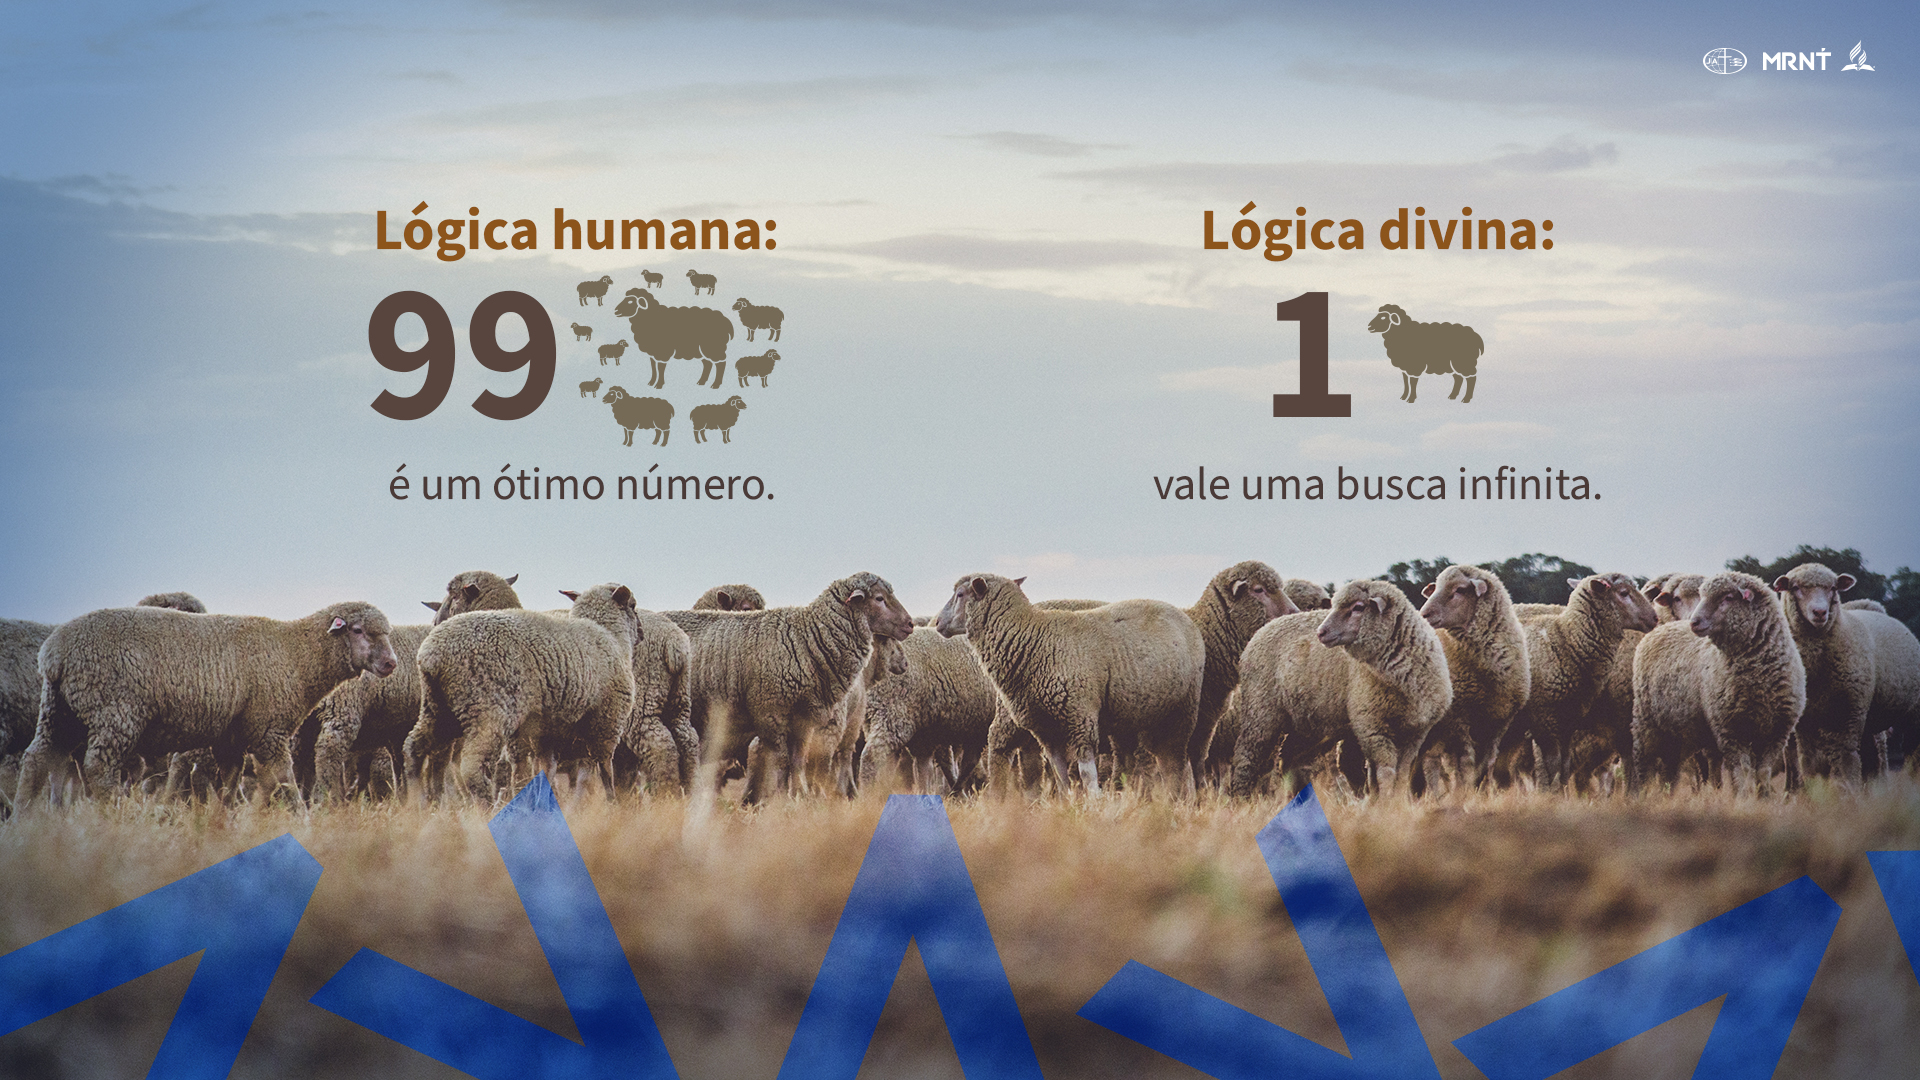 MRNT
Lógica humana:
99
é um ótimo número.
Lógica divina:
1
vale uma busca infinita.